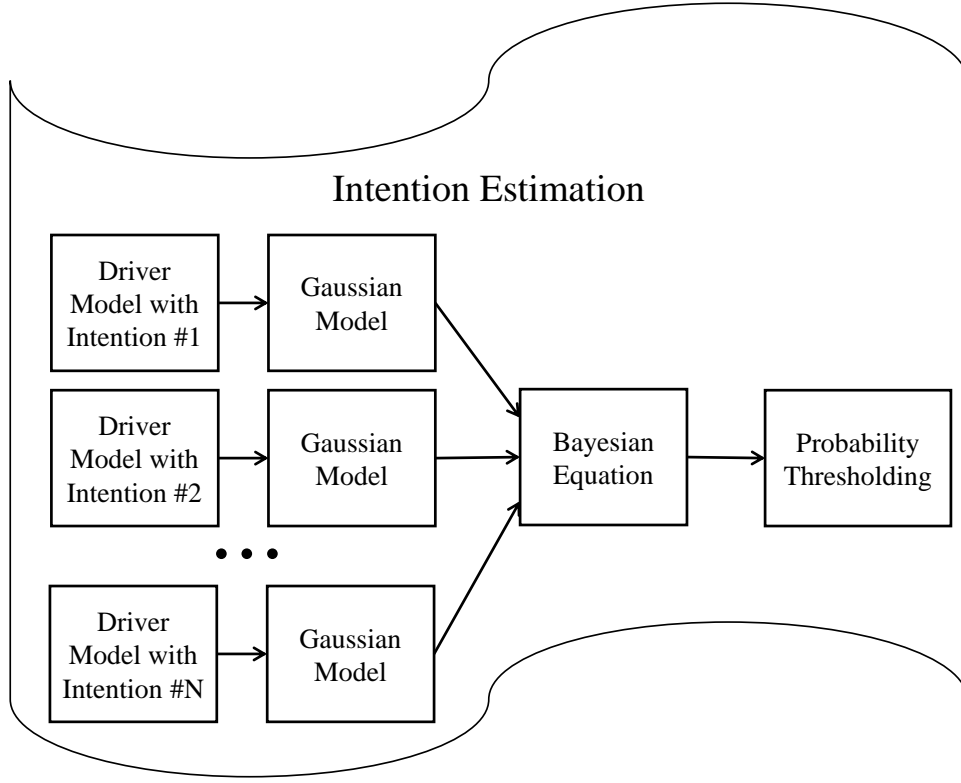 Intention Estimation
Driver
Model with
Intention #1
Gaussian
Model
Driver
Model with
Intention #2
Gaussian
Model
Bayesian
Equation
Probability
Thresholding
Driver
Model with
Intention #N
Gaussian
Model